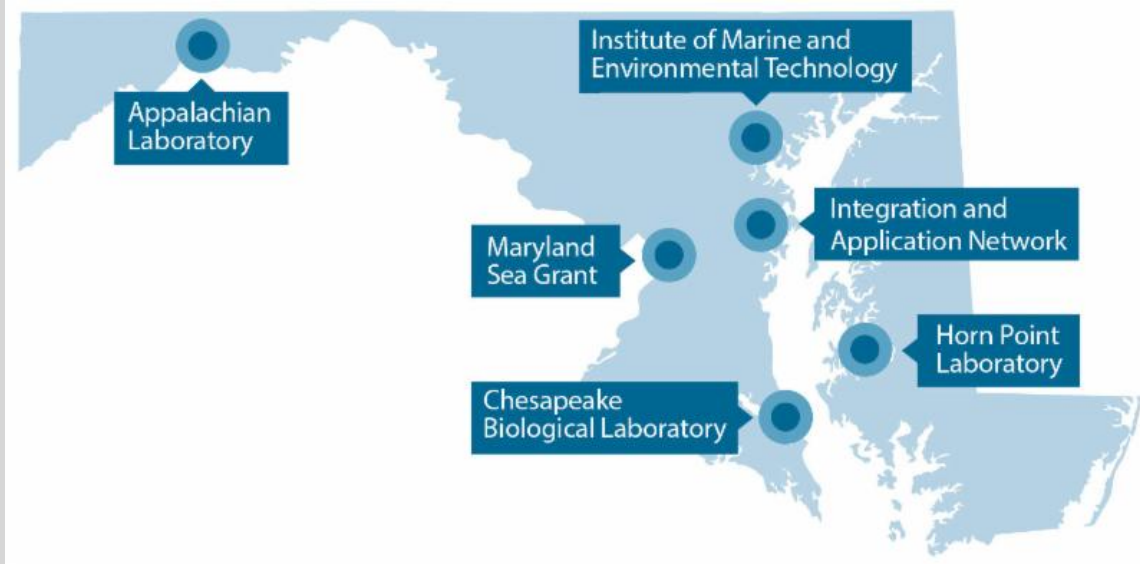 Institute of Marine and
Environmental Technology
Appalachian
Laboratory
Integration and
Application Network
Maryland
Sea Grant
Horn Point
Laboratory
Chesapeake
Biological Laboratory